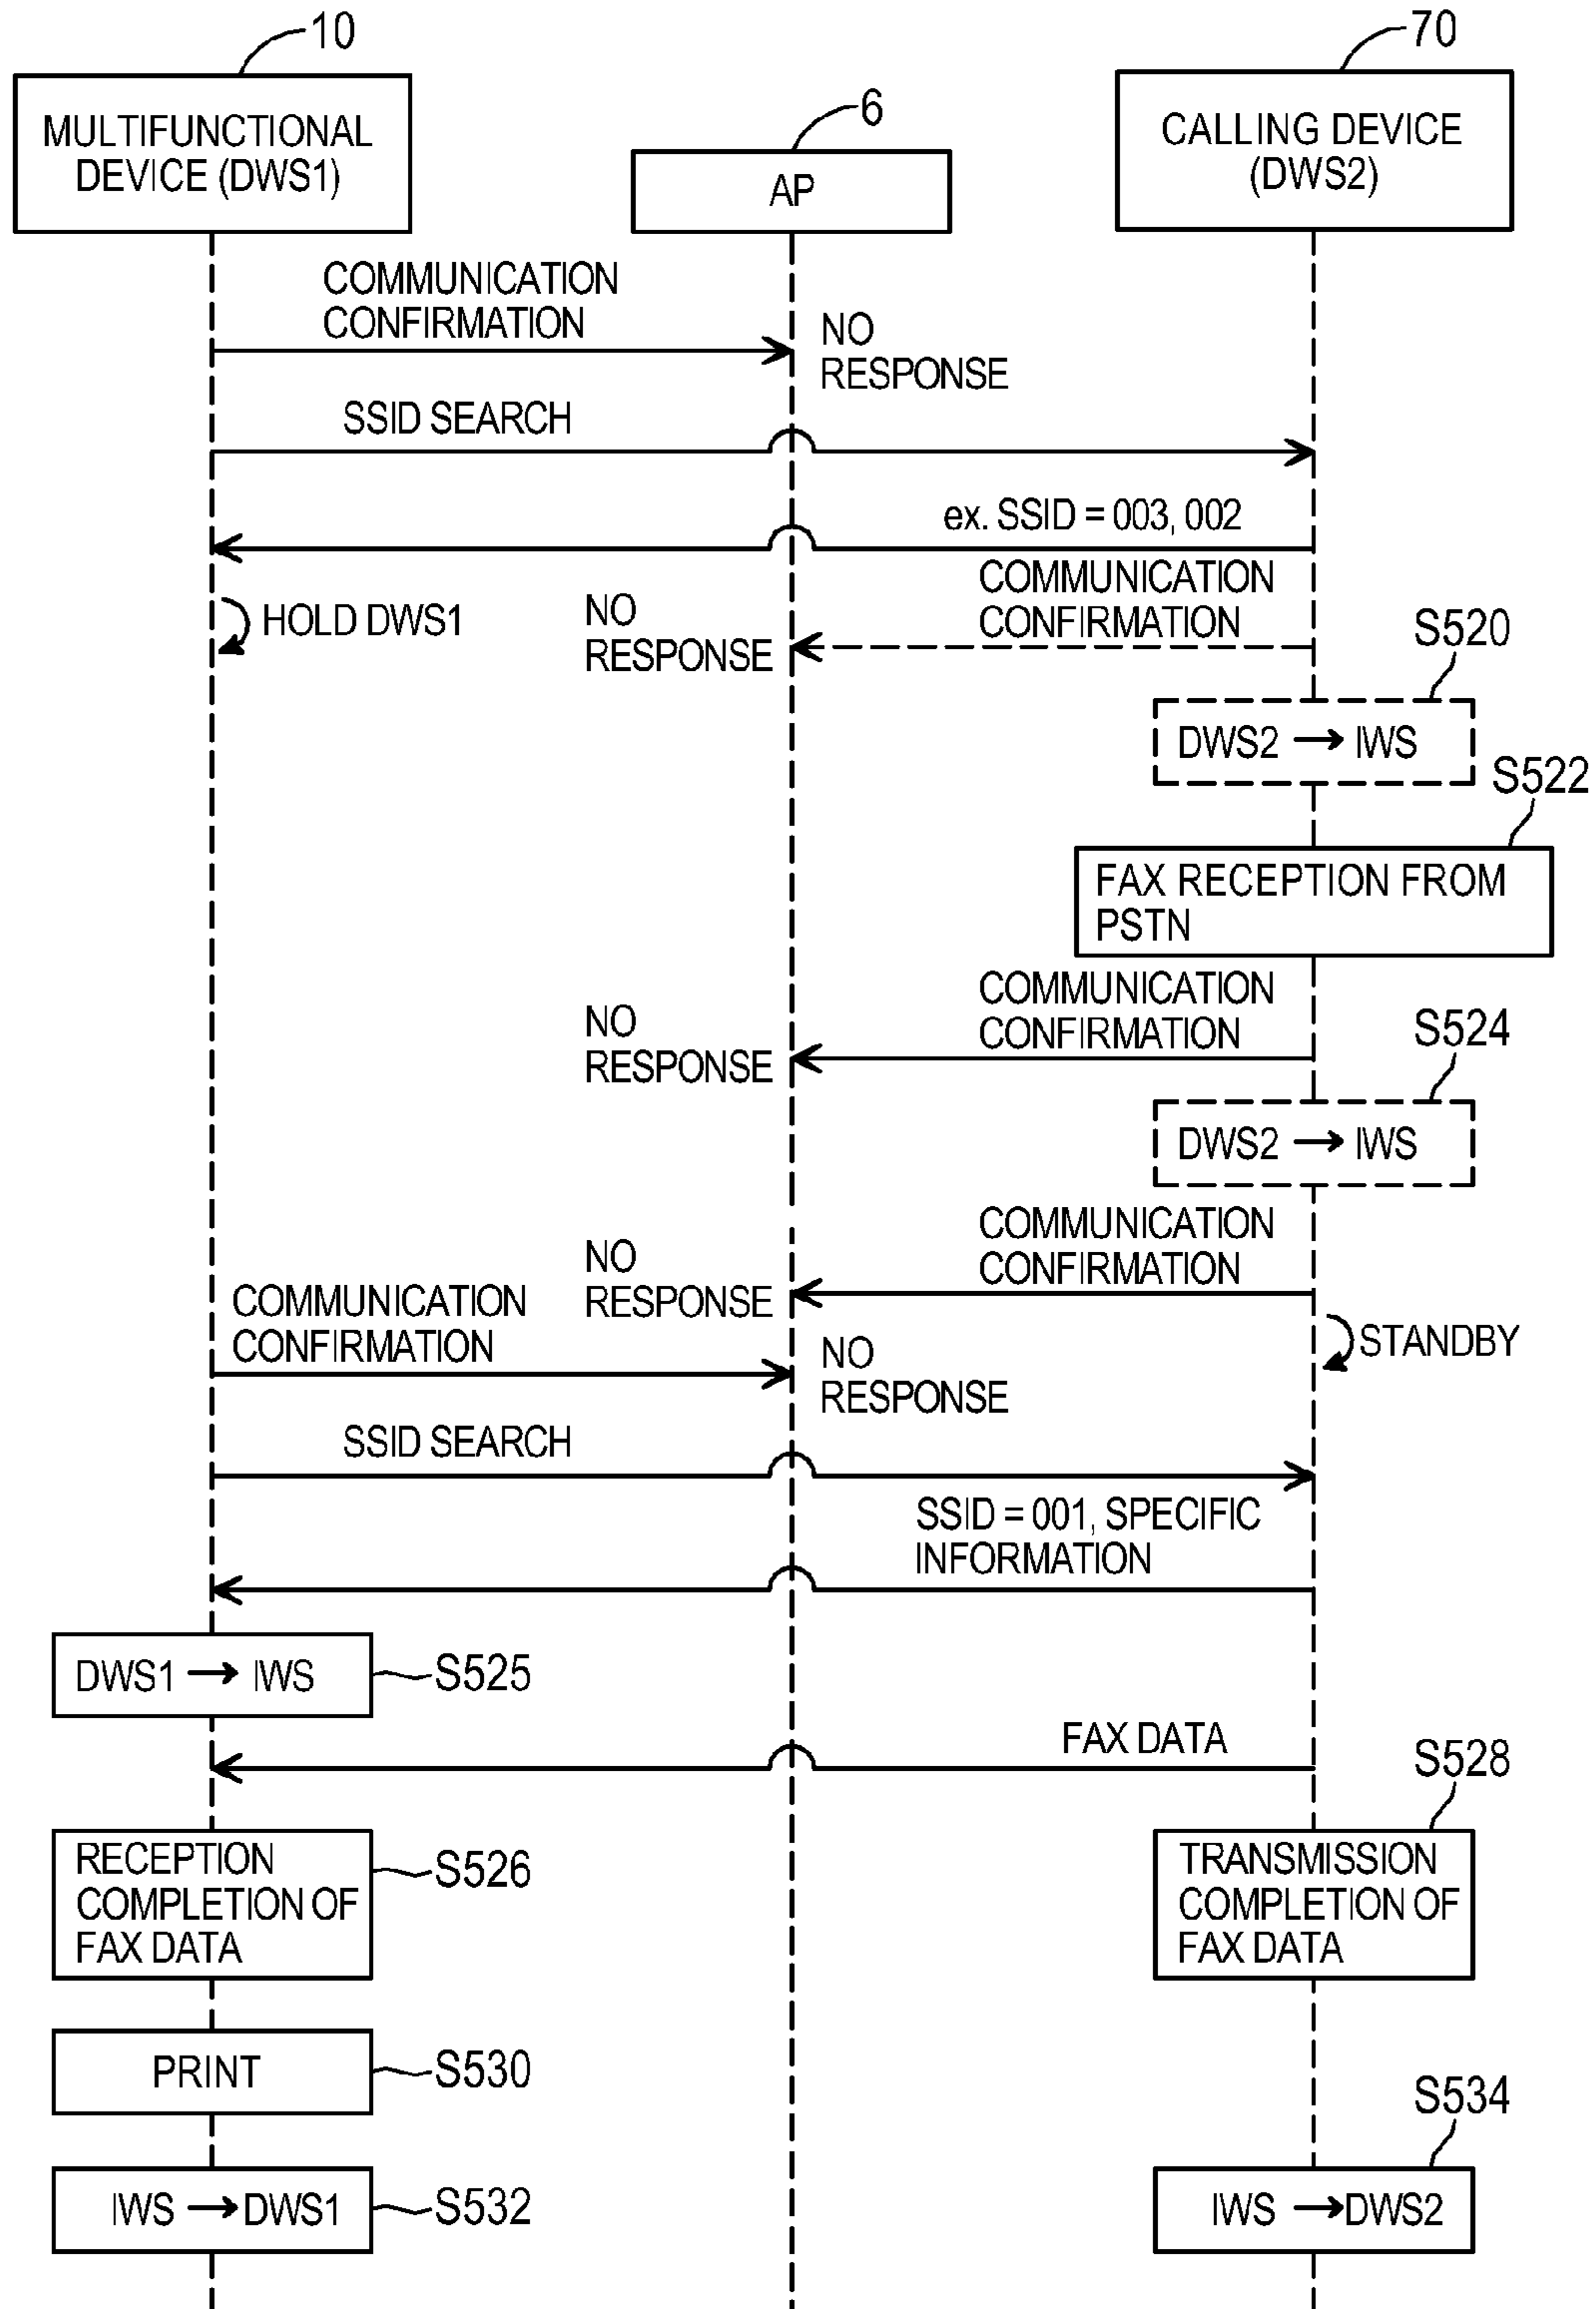 10
70
6
MULTIFUNCTIONAL
DEVICE (DWS1)
AP
CALLING DEVICE
(DWS2)
COMMUNICATION
CONFIRMATION
NO
RESPONSE
SSID SEARCH
ex. SSID = 003, 002
HOLD DWS1
NO
RESPONSE
COMMUNICATION
CONFIRMATION
S520
DWS2 → IWS
S522
FAX RECEPTION FROM
PSTN
NO
RESPONSE
COMMUNICATION
CONFIRMATION
S524
DWS2 → IWS
NO
RESPONSE
COMMUNICATION
CONFIRMATION
COMMUNICATION
CONFIRMATION
NO
RESPONSE
STANDBY
SSID SEARCH
SSID = 001, SPECIFIC
INFORMATION
DWS1 → IWS
S525
FAX DATA
S528
RECEPTION
COMPLETION OF
FAX DATA
S526
TRANSMISSION
COMPLETION OF
FAX DATA
PRINT
S530
S534
IWS → DWS1
S532
IWS → DWS2